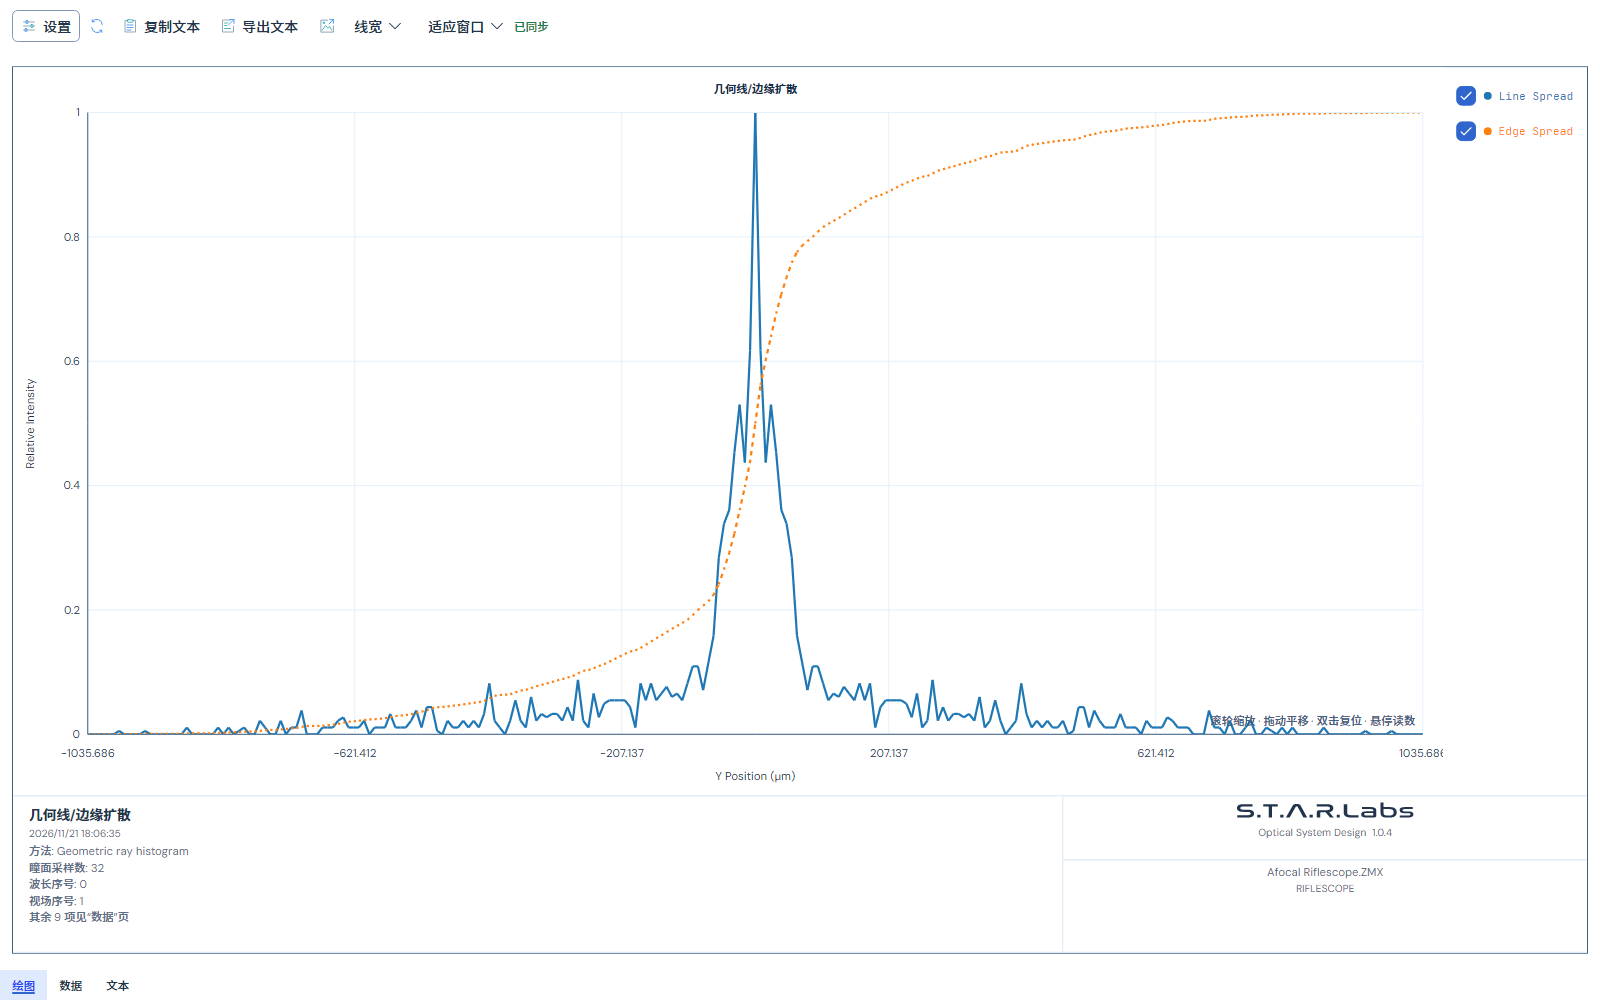 设置 复制文本 导出文本 线宽 适应窗口 已同步
几何线/边缘扩散
Line Spread
Edge Spread
1
0.8
0.6
0.4
0.2
0
Relative Intensity
-1035.686 -621.412 -207.137 207.137 621.412 1035.686
Y Position (µm)
滚轮缩放 · 拖动平移 · 双击复位 · 悬停读数
几何线/边缘扩散
2026/11/21 18:06:35
方法: Geometric ray histogram
瞳面采样数: 32
波长序号: 0
视场序号: 1
其余 9 项见“数据”页
S.T.A.R.Labs
Optical System Design 1.0.4
Afocal Riflescope.ZMX
RIFLESCOPE
绘图 数据 文本